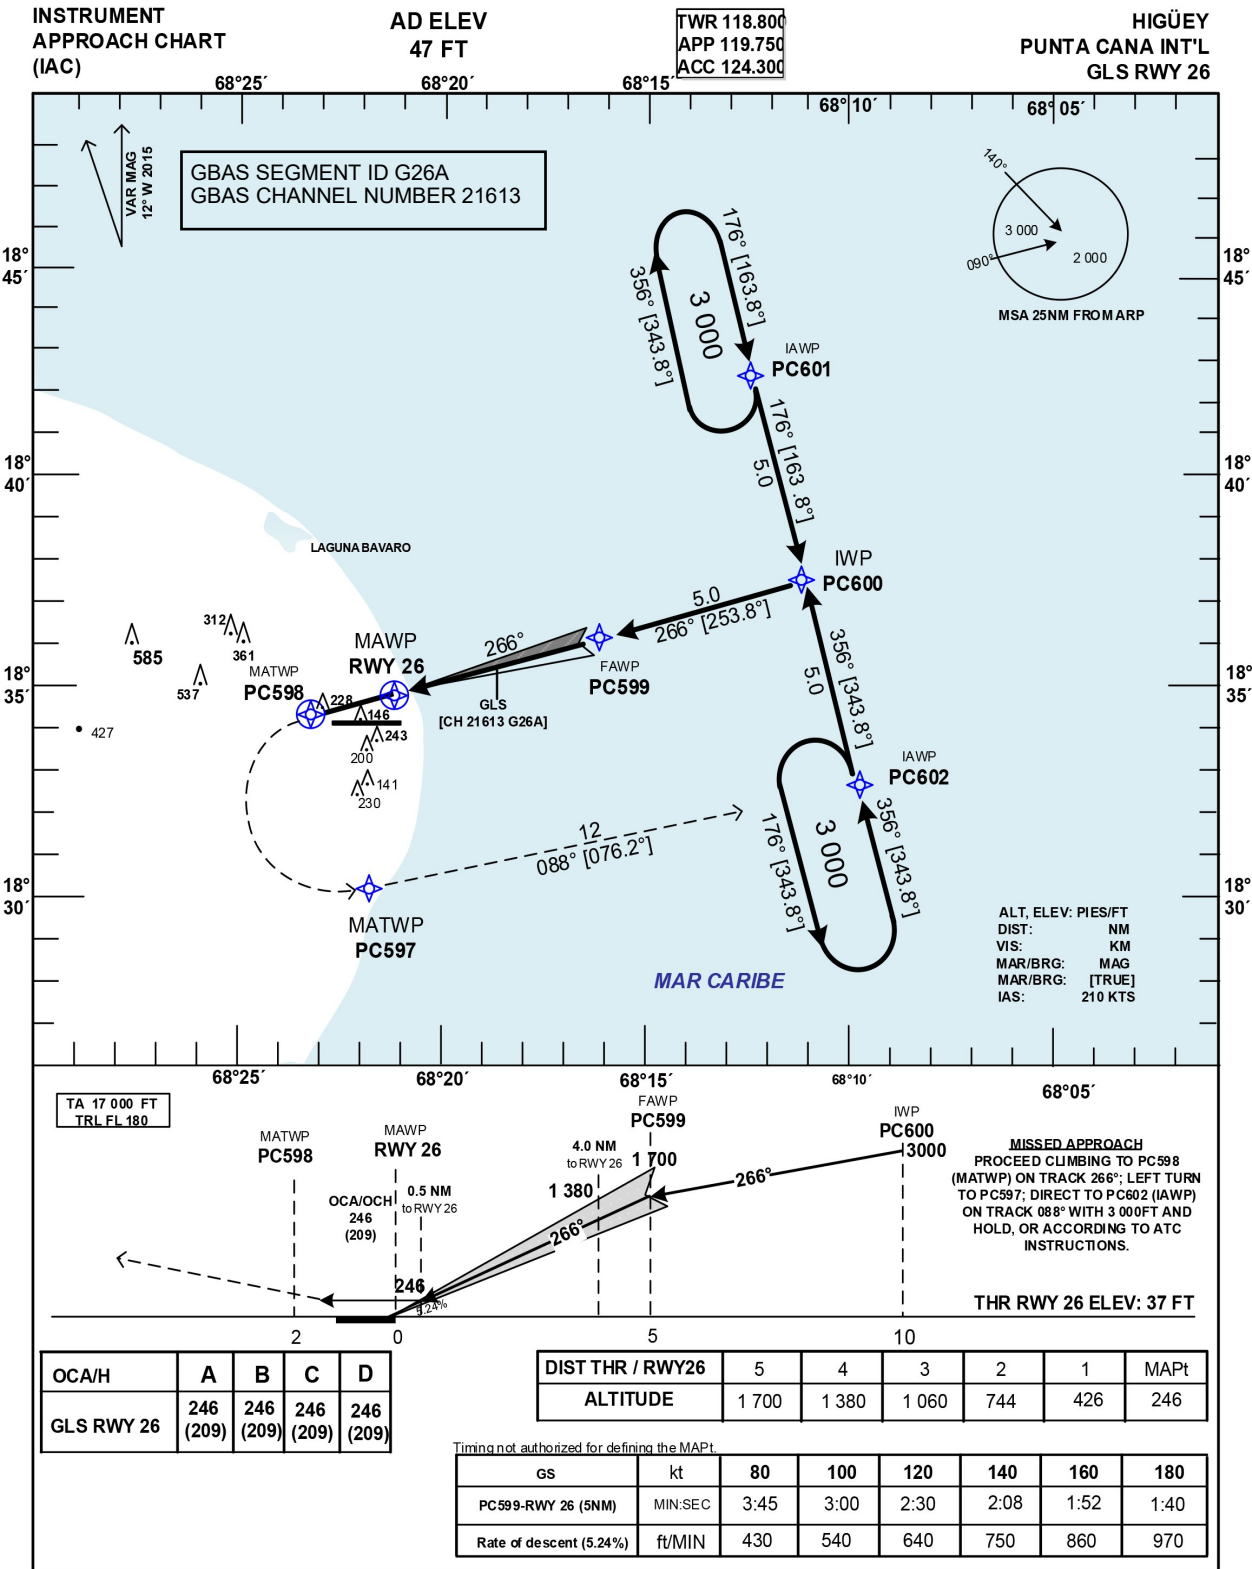 INSTRUMENT
APPROACH CHART
(IAC)
AD ELEV
47 FT
TWR 118.800
APP 119.750
ACC 124.300
HIGÜEY
PUNTA CANA INT'L
GLS RWY 26
68°25´
68°20´
68°15´
68°10´
68°05´
VAR MAG
12° W 2015
GBAS SEGMENT ID G26A
GBAS CHANNEL NUMBER 21613
140°
3 000
090°
2 000
MSA 25NM FROM ARP
18°
45´
18°
45´
176° [163.8°]
356° [343.8°]
3 000
IAWP
PC601
176° [163.8°]
5.0
18°
40´
18°
40´
LAGUNA BAVARO
IWP
PC600
5.0
266° [253.8°]
312
361
585
537
427
MAWP
RWY 26
MATWP
PC598
266°
FAWP
PC599
GLS
[CH 21613 G26A]
228
146
243
200
141
230
18°
35´
18°
35´
356° [343.8°]
5.0
IAWP
PC602
176° [343.8°]
3 000
356° [343.8°]
12
088° [076.2°]
18°
30´
18°
30´
MATWP
PC597
MAR CARIBE
ALT, ELEV: PIES/FT
DIST: NM
VIS: KM
MAR/BRG: MAG
MAR/BRG: [TRUE]
IAS: 210 KTS
68°25´
68°20´
68°15´
68°10´
68°05´
TA 17 000 FT
TRL FL 180
MATWP
PC598
MAWP
RWY 26
FAWP
PC599
IWP
PC600
OCA/OCH
246
(209)
0.5 NM
to RWY 26
4.0 NM
to RWY 26
1 380
1 700
3000
266°
266°
246
5.24%
2
0
5
10
MISSED APPROACH
PROCEED CLIMBING TO PC598
(MATWP) ON TRACK 266°; LEFT TURN
TO PC597; DIRECT TO PC602 (IAWP)
ON TRACK 088° WITH 3 000FT AND
HOLD, OR ACCORDING TO ATC
INSTRUCTIONS.
THR RWY 26 ELEV: 37 FT
OCA/H A B C D
GLS RWY 26 246 (209) 246 (209) 246 (209) 246 (209)
DIST THR / RWY26 5 4 3 2 1 MAPt
ALTITUDE 1 700 1 380 1 060 744 426 246
Timing not authorized for defining the MAPt.
GS kt 80 100 120 140 160 180
PC599-RWY 26 (5NM) MIN:SEC 3:45 3:00 2:30 2:08 1:52 1:40
Rate of descent (5.24%) ft/MIN 430 540 640 750 860 970